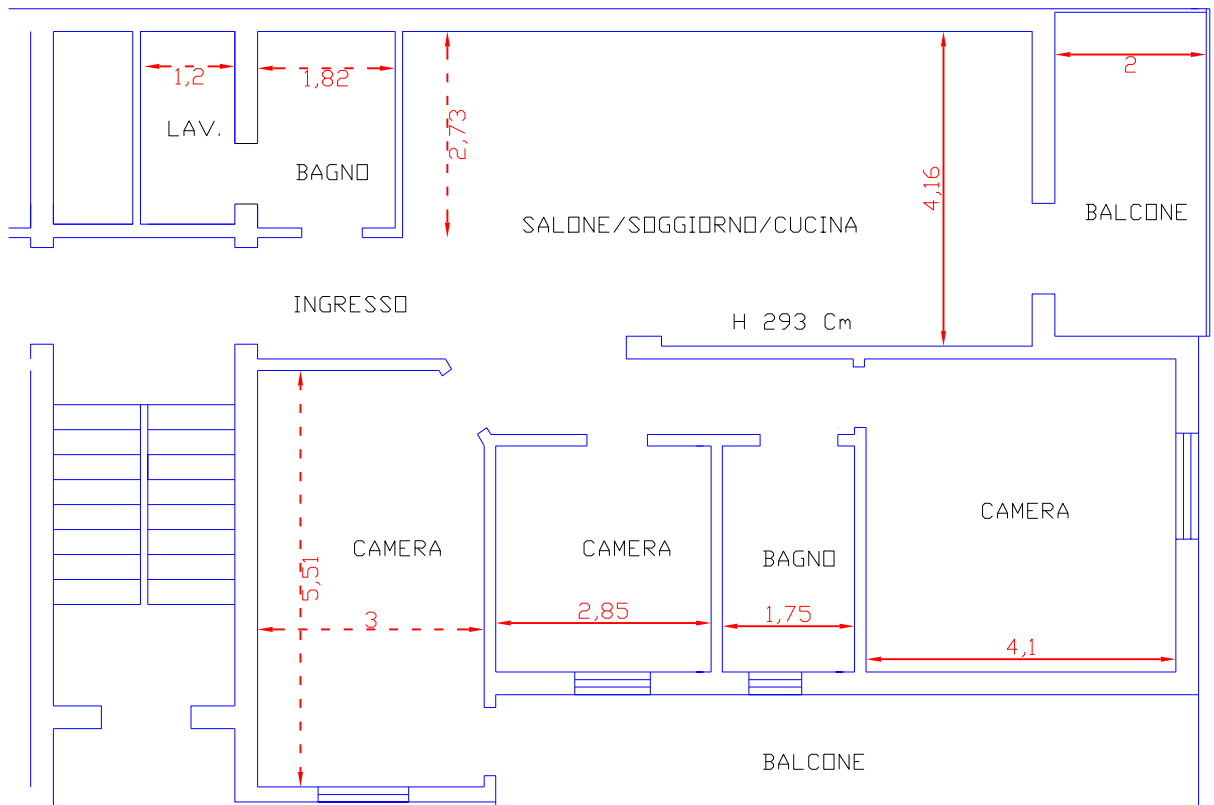 1,2
1,82
2
LAV.
2,73
BAGNO
4,16
SALONE/SOGGIORNO/CUCINA
BALCONE
INGRESSO
H 293 Cm
CAMERA
CAMERA
BAGNO
CAMERA
5,51
3
2,85
1,75
4,1
BALCONE